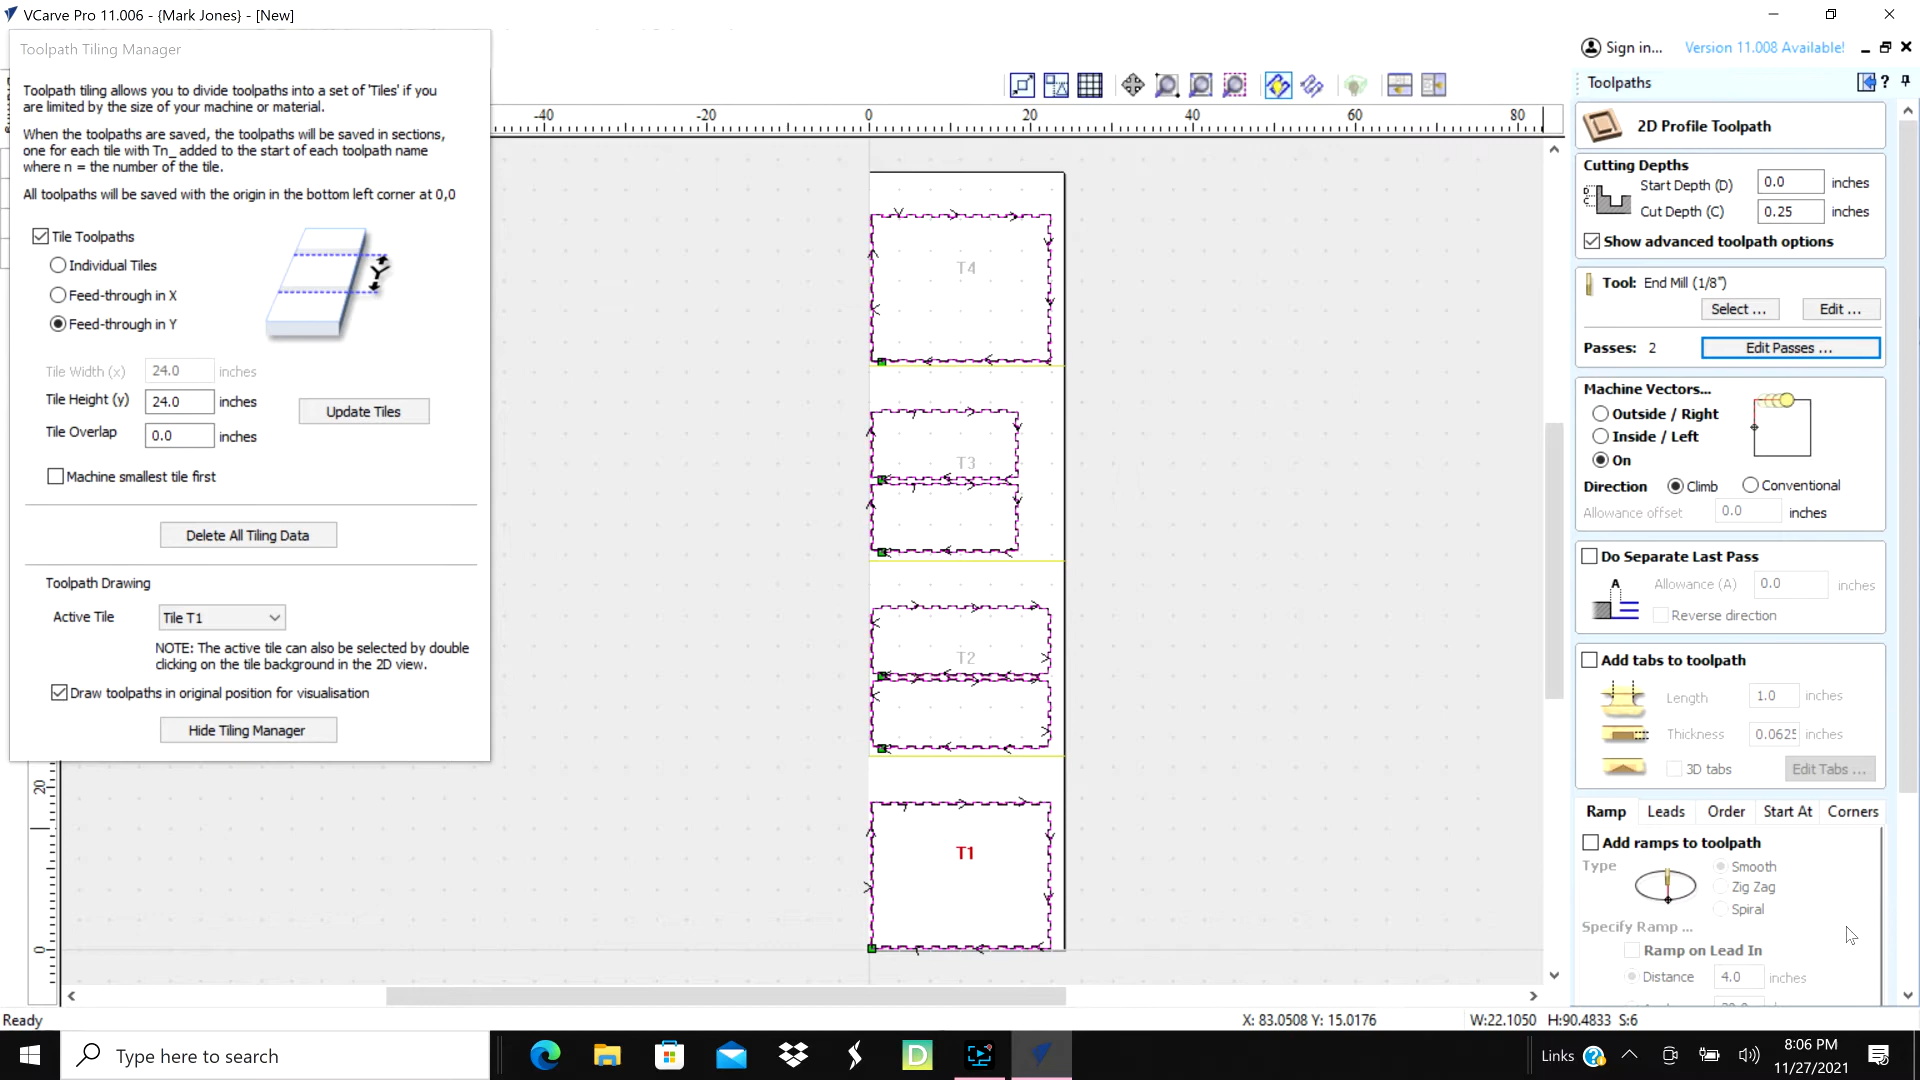 VCarve Pro 11.006 - {Mark Jones} - [New]
Toolpath Tiling Manager
Toolpath tiling allows you to divide toolpaths into a set of 'Tiles' if you
are limited by the size of your machine or material.
When the toolpaths are saved, the toolpaths will be saved in sections,
one for each tile with Tn_ added to the start of each toolpath name
where n = the number of the tile.
All toolpaths will be saved with the origin in the bottom left corner at 0,0
Tile Toolpaths
Individual Tiles
Feed-through in X
Feed-through in Y
Y
Tile Width (x) 24.0 inches
Tile Height (y) 24.0 inches
Update Tiles
Tile Overlap 0.0 inches
Machine smallest tile first
Delete All Tiling Data
Toolpath Drawing
Active Tile Tile T1
NOTE: The active tile can also be selected by double
clicking on the tile background in the 2D view.
Draw toolpaths in original position for visualisation
Hide Tiling Manager
-40 -20 0 20 40 60 80
T4
T3
T2
T1
20
0
Sign in... Version 11.008 Available!
Toolpaths
?
2D Profile Toolpath
Cutting Depths
Start Depth (D) 0.0 inches
Cut Depth (C) 0.25 inches
D
C
Show advanced toolpath options
Tool: End Mill (1/8")
Select ... Edit ...
Passes: 2 Edit Passes ...
Machine Vectors...
Outside / Right
Inside / Left
On
Direction Climb Conventional
Allowance offset 0.0 inches
Do Separate Last Pass
A
Allowance (A) 0.0 inches
Reverse direction
Add tabs to toolpath
Length 1.0 inches
Thickness 0.0625 inches
3D tabs Edit Tabs ...
Ramp Leads Order Start At Corners
Add ramps to toolpath
Type Smooth
Zig Zag
Spiral
Specify Ramp ...
Ramp on Lead In
Distance 4.0 inches
Ready
X: 83.0508 Y: 15.0176
W:22.1050 H:90.4833 S:6
Type here to search
D
Links
8:06 PM
11/27/2021